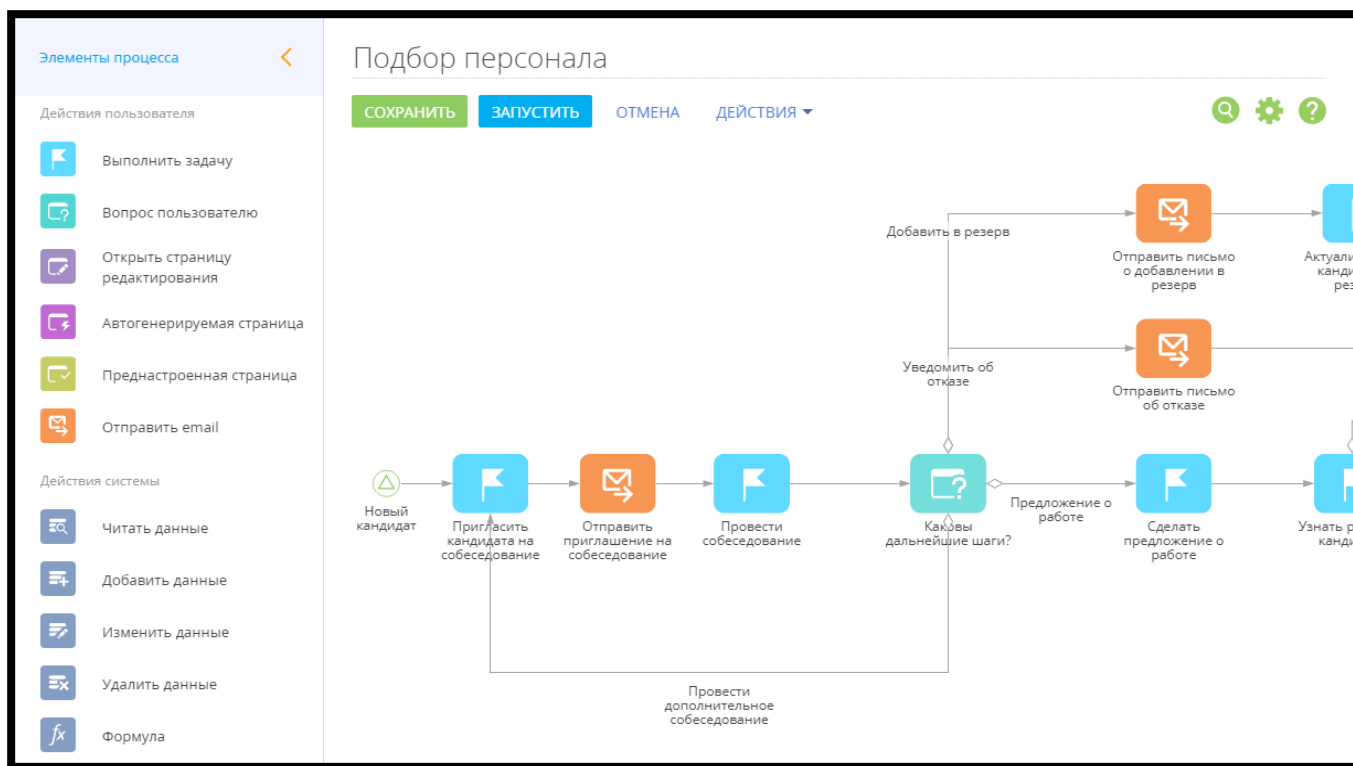 Элементы процесса
Действия пользователя
Выполнить задачу
Вопрос пользователю
Открыть страницу
редактирования
Автогенерируемая страница
Преднастроенная страница
Отправить email
Действия системы
Читать данные
Добавить данные
Изменить данные
Удалить данные
fx Формула
Подбор персонала
СОХРАНИТЬ ЗАПУСТИТЬ ОТМЕНА ДЕЙСТВИЯ
Добавить в резерв
Отправить письмо
о добавлении в
резерв
Уведомить об
отказе
Отправить письмо
об отказе
Новый
кандидат
Пригласить
кандидата на
собеседование
Отправить
приглашение на
собеседование
Провести
собеседование
Каковы
дальнейшие шаги?
Предложение о
работе
Сделать
предложение о
работе
Узнать
Провести
дополнительное
собеседование